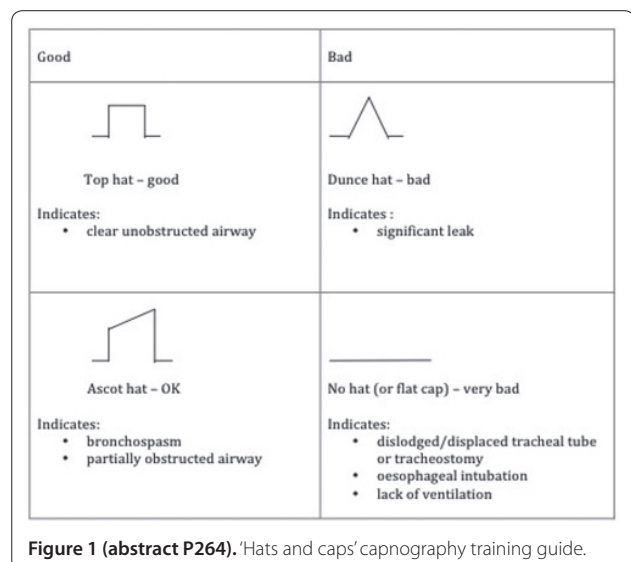 Good
Bad
Top hat – good
Indicates:
• clear unobstructed airway
Dunce hat – bad
Indicates :
• significant leak
Ascot hat – OK
Indicates:
• bronchospasm
• partially obstructed airway
No hat (or flat cap) – very bad
Indicates:
• dislodged/displaced tracheal tube
or tracheostomy
• oesophageal intubation
• lack of ventilation
Figure 1 (abstract P264). ‘Hats and caps’ capnography training guide.